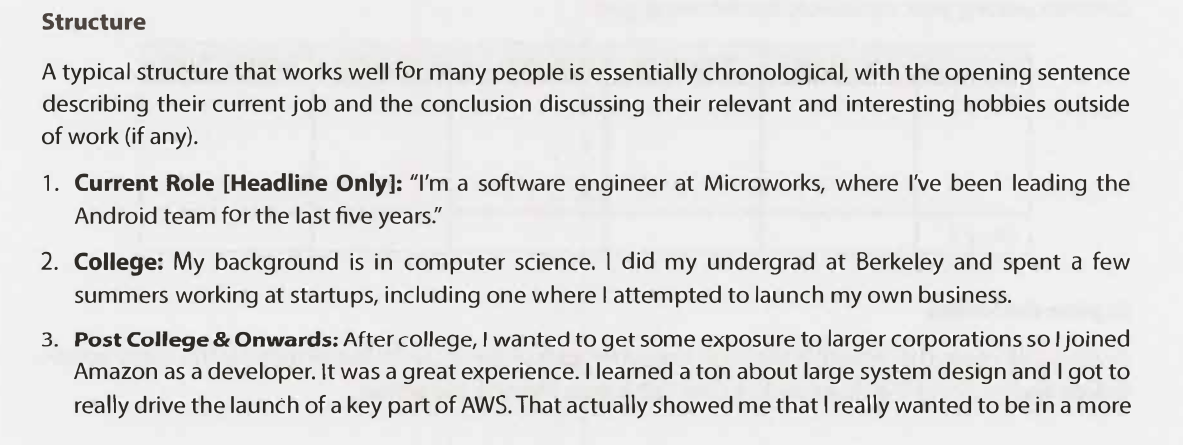 Structure
A typical structure that works well for many people is essentially chronological, with the opening sentence
describing their current job and the conclusion discussing their relevant and interesting hobbies outside
of work (if any).
1. Current Role [Headline Only]: "I'm a software engineer at Microworks, where I've been leading the
Android team for the last five years."
2. College: My background is in computer science. I did my undergrad at Berkeley and spent a few
summers working at startups, including one where I attempted to launch my own business.
3. Post College & Onwards: After college, I wanted to get some exposure to larger corporations so I joined
Amazon as a developer. It was a great experience. I learned a ton about large system design and I got to
really drive the launch of a key part of AWS. That actually showed me that I really wanted to be in a more